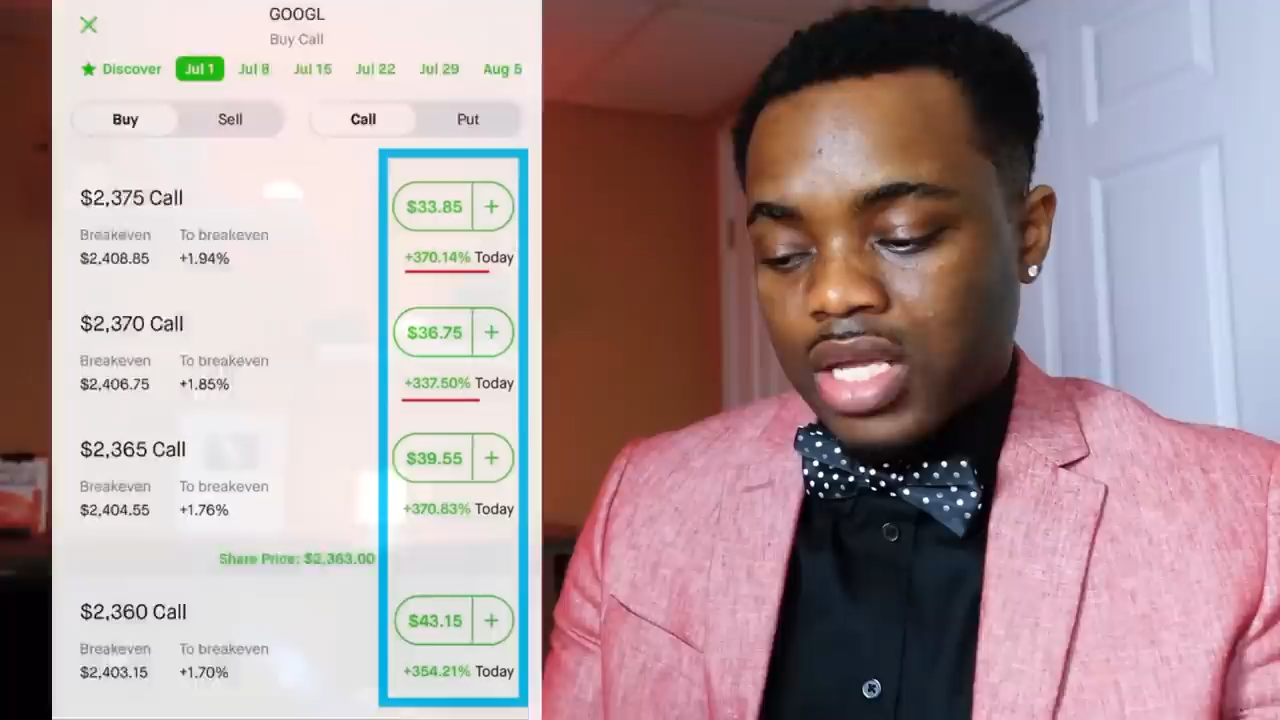 GOOGL
Buy Call
Discover Jul 1 Jul 8 Jul 15 Jul 22 Jul 29 Aug 5
Buy Sell Call Put
$2,375 Call
$33.85 +
Breakeven To breakeven
$2,408.85 +1.94%
+370.14% Today
$2,370 Call
$36.75 +
Breakeven To breakeven
$2,406.75 +1.85%
+337.50% Today
$2,365 Call
$39.55 +
Breakeven To breakeven
$2,404.55 +1.76%
+370.83% Today
Share Price: $2,363.00
$2,360 Call
$43.15 +
Breakeven To breakeven
$2,403.15 +1.70%
+354.21% Today